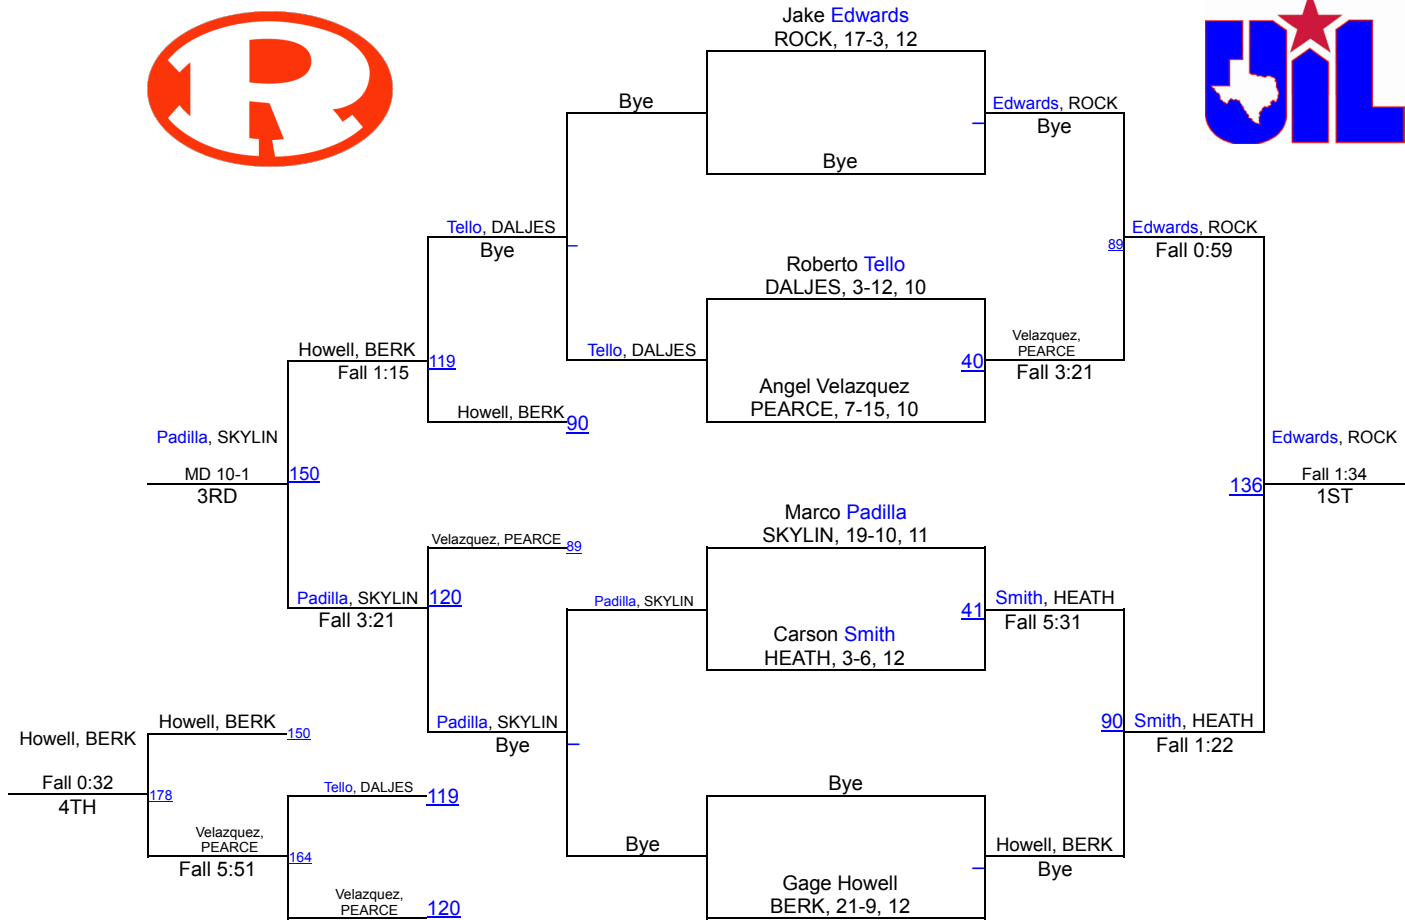 Jake Edwards
ROCK, 17-3, 12
R
UIL
Bye
Edwards, ROCK
Bye
Bye
Tello, DALJES
Bye
Edwards, ROCK
89
Fall 0:59
Roberto Tello
DALJES, 3-12, 10
Velazquez,
PEARCE
Howell, BERK
Tello, DALJES
119
40
Fall 1:15
Fall 3:21
Angel Velazquez
PEARCE, 7-15, 10
Howell, BERK
90
Padilla, SKYLIN
Edwards, ROCK
MD 10-1
150
Fall 1:34
136
3RD
1ST
Marco Padilla
SKYLIN, 19-10, 11
Velazquez, PEARCE
89
Padilla, SKYLIN
120
Padilla, SKYLIN
Smith, HEATH
41
Fall 3:21
Fall 5:31
Carson Smith
HEATH, 3-6, 12
Howell, BERK
Padilla, SKYLIN
90
Smith, HEATH
Howell, BERK
150
Bye
Fall 1:22
Fall 0:32
Tello, DALJES
119
Bye
178
4TH
Velazquez,
PEARCE
164
Bye
Howell, BERK
Fall 5:51
Bye
Gage Howell
BERK, 21-9, 12
Velazquez,
PEARCE
120